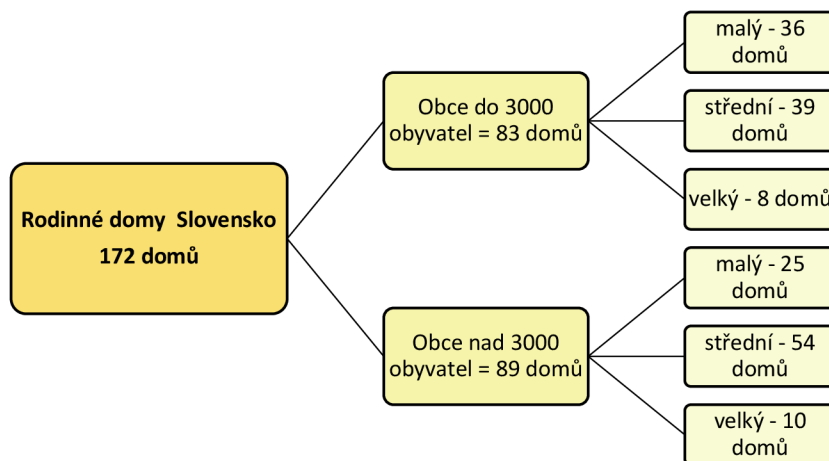 Rodinné domy Slovensko
172 domů
Obce do 3000
obyvatel = 83 domů
malý - 36
domů
střední - 39
domů
velký - 8 domů
Obce nad 3000
obyvatel = 89 domů
malý - 25
domů
střední - 54
domů
velký - 10
domů